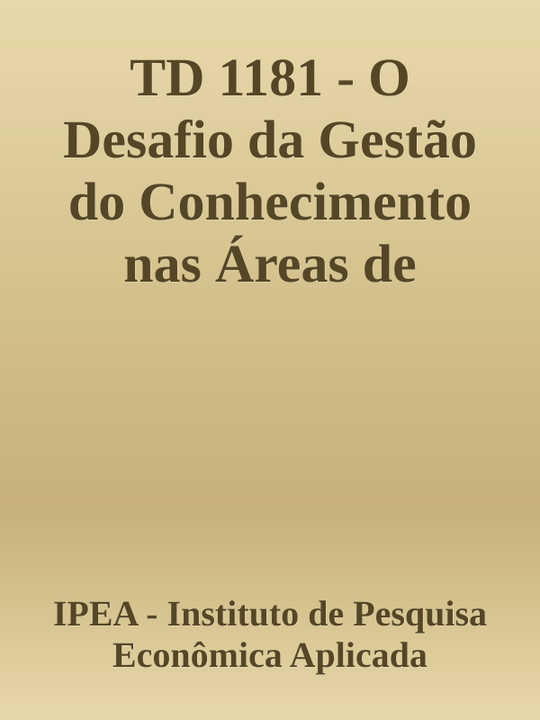 TD 1181 - O
Desafio da Gestão
do Conhecimento
nas Áreas de
IPEA - Instituto de Pesquisa
Econômica Aplicada